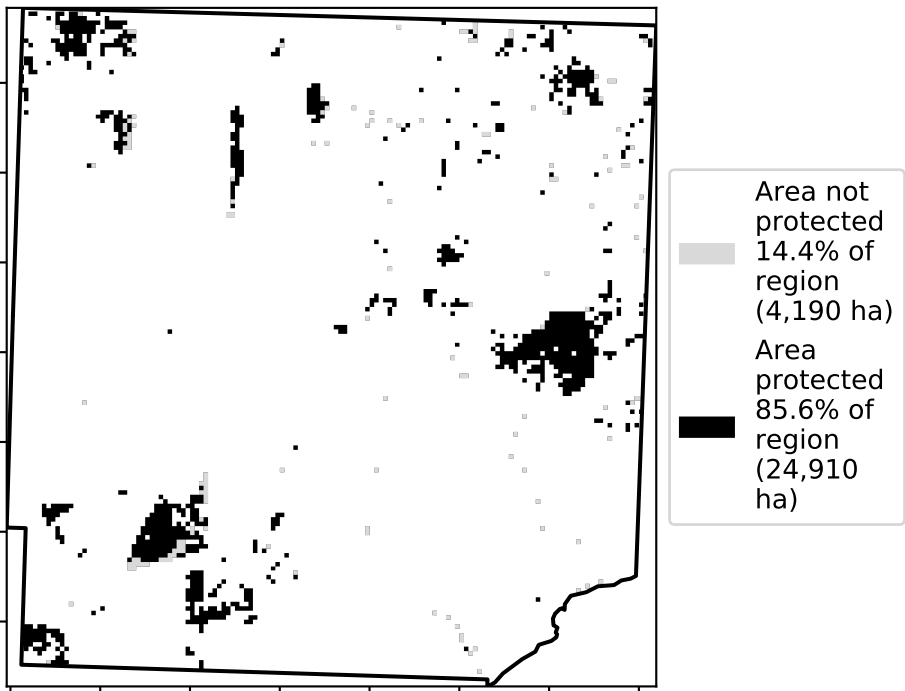 Area not
protected
14.4% of
region
(4,190 ha)
Area
protected
85.6% of
region
(24,910
ha)